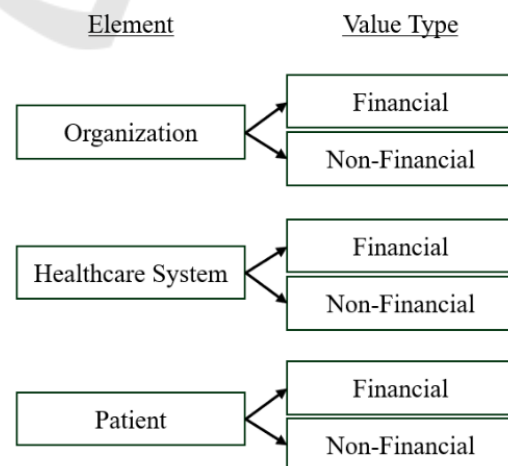 Element Value Type
Financial
Organization
Non-Financial
Financial
Healthcare System
Non-Financial
Financial
Patient
Non-Financial